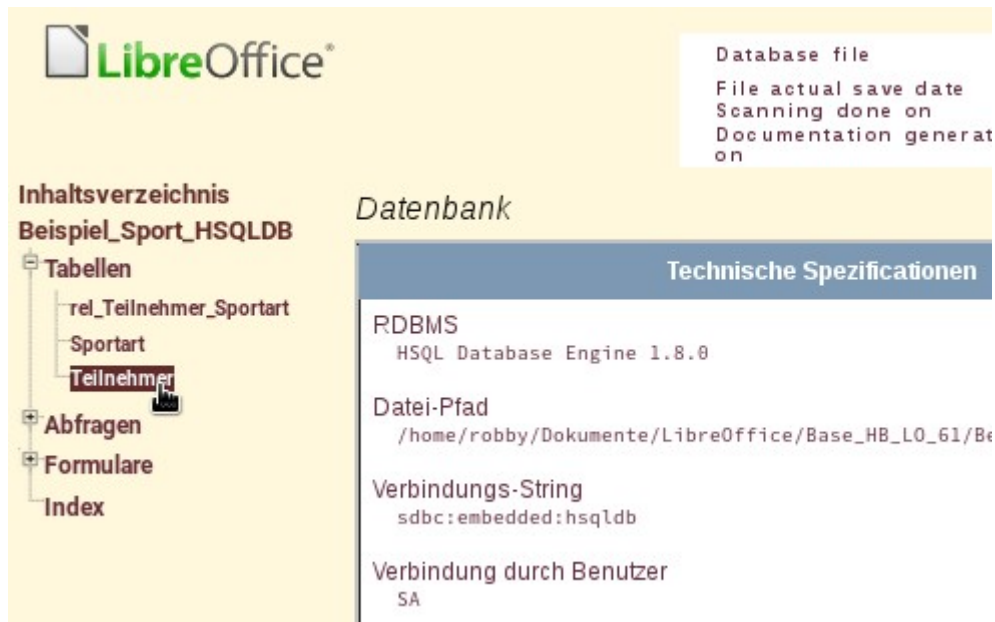 LibreOffice®
Database file
File actual save date
Scanning done on
Documentation generat
on
Inhaltsverzeichnis
Beispiel_Sport_HSQLDB
Tabellen
rel_Teilnehmer_Sportart
Sportart
Teilnehmer
Abfragen
Formulare
Index
Datenbank
Technische Spezificationen
RDBMS
HSQL Database Engine 1.8.0
Datei-Pfad
/home/robby/Dokumente/LibreOffice/Base_HB_LO_61/Be
Verbindungs-String
sdbc:embedded:hsqldb
Verbindung durch Benutzer
SA